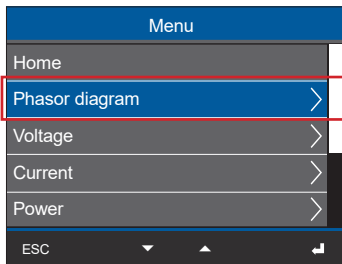 Menu
Home
Phasor diagram
Voltage
Current
Power
ESC